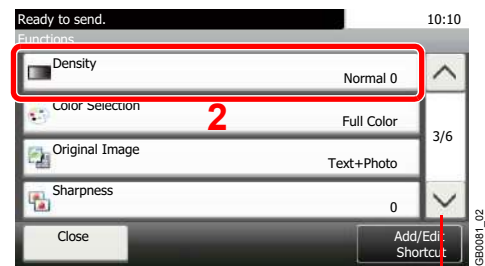 Ready to send. 10:10
Functions
Density
Normal 0
Color Selection
2
Full Color
3/6
Original Image
Text+Photo
Sharpness
0
Close
Add/Edit
Shortcut
GB0081_02